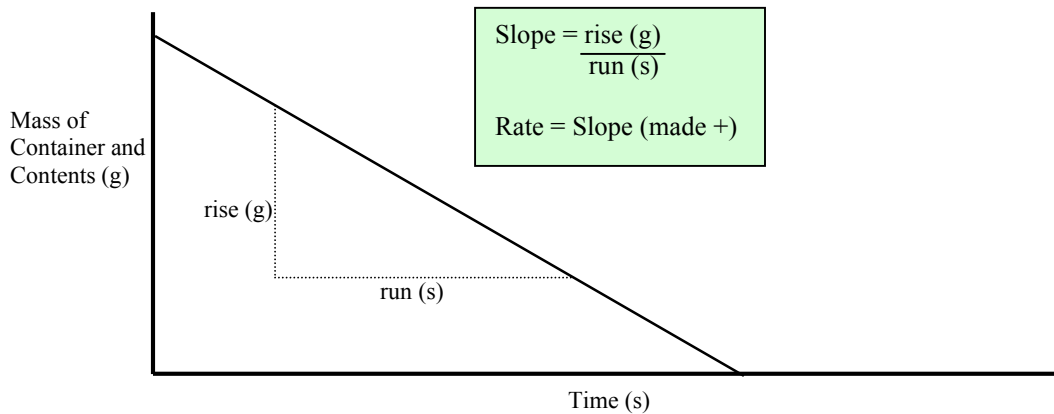 Slope = rise (g)
run (s)
Rate = Slope (made +)
Mass of
Container and
Contents (g)
rise (g)
run (s)
Time (s)